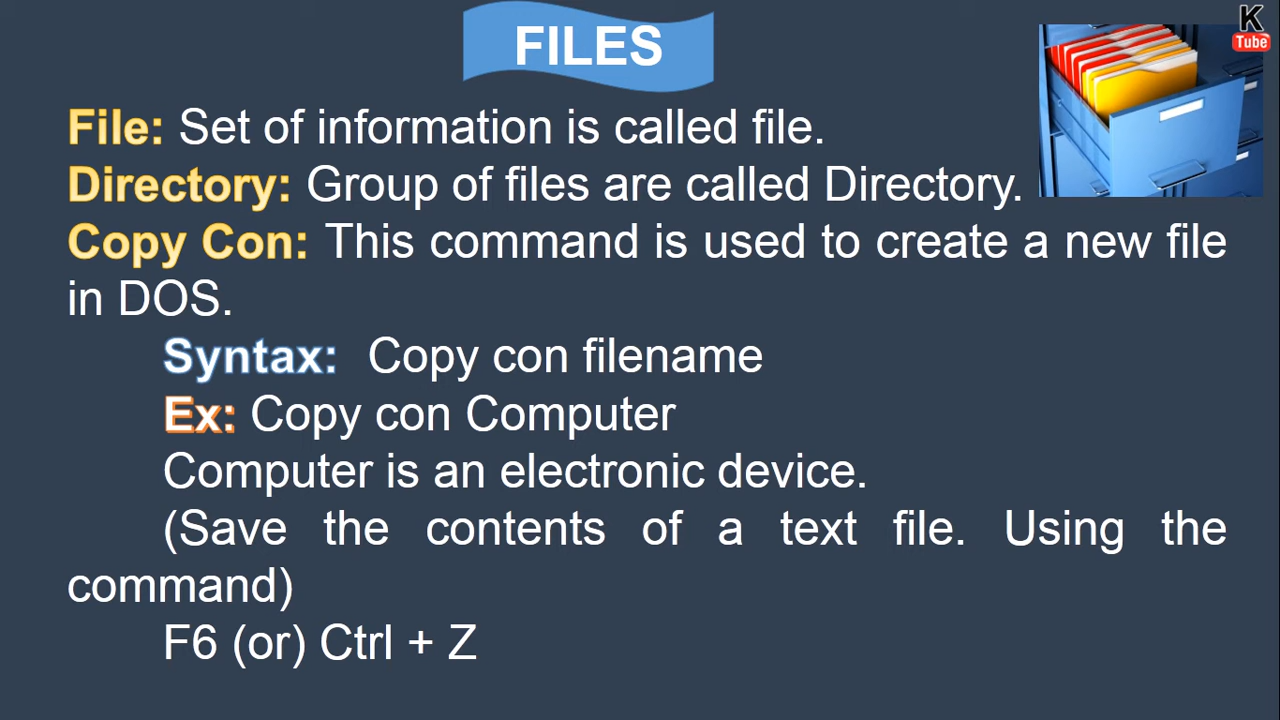 FILES
K
Tube
File: Set of information is called file.
Directory: Group of files are called Directory.
Copy Con: This command is used to create a new file
in DOS.
Syntax: Copy con filename
Ex: Copy con Computer
Computer is an electronic device.
(Save the contents of a text file. Using the
command)
F6 (or) Ctrl + Z